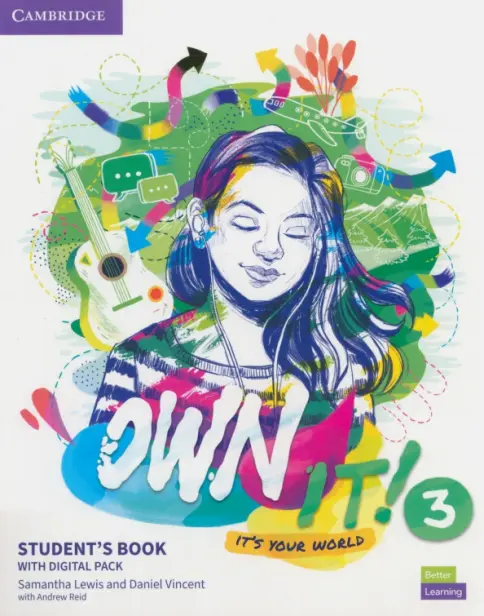 CAMBRIDGE
OWN
IT!
3
IT'S YOUR WORLD
STUDENT'S BOOK
WITH DIGITAL PACK
Samantha Lewis and Daniel Vincent
with Andrew Reid
Better
Learning